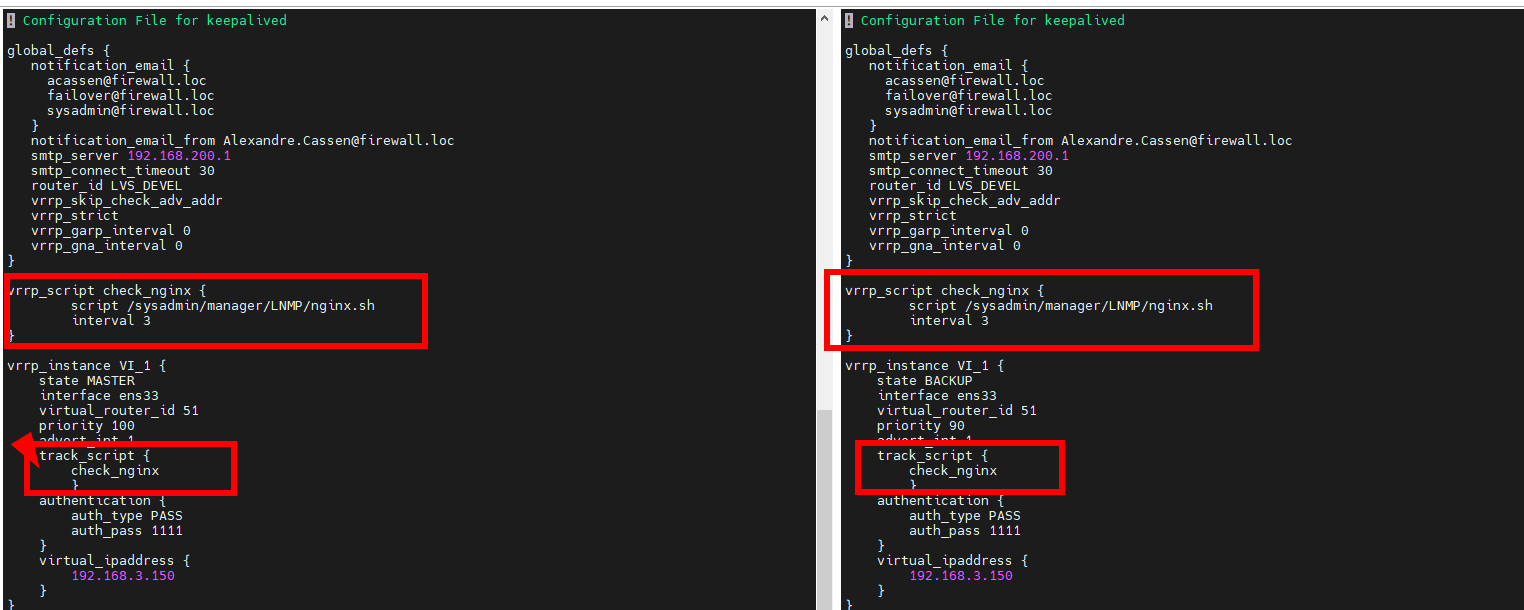 ! Configuration File for keepalived
global_defs {
   notification_email {
     acassen@firewall.loc
     failover@firewall.loc
     sysadmin@firewall.loc
   }
   notification_email_from Alexandre.Cassen@firewall.loc
   smtp_server 192.168.200.1
   smtp_connect_timeout 30
   router_id LVS_DEVEL
   vrrp_skip_check_adv_addr
   vrrp_strict
   vrrp_garp_interval 0
   vrrp_gna_interval 0
}
vrrp_script check_nginx {
        script /sysadmin/manager/LNMP/nginx.sh
        interval 3
}
vrrp_instance VI_1 {
    state MASTER
    interface ens33
    virtual_router_id 51
    priority 100
    advert_int 1
    track_script {
        check_nginx
        }
    authentication {
        auth_type PASS
        auth_pass 1111
    }
    virtual_ipaddress {
        192.168.3.150
    }
}
! Configuration File for keepalived
global_defs {
   notification_email {
     acassen@firewall.loc
     failover@firewall.loc
     sysadmin@firewall.loc
   }
   notification_email_from Alexandre.Cassen@firewall.loc
   smtp_server 192.168.200.1
   smtp_connect_timeout 30
   router_id LVS_DEVEL
   vrrp_skip_check_adv_addr
   vrrp_strict
   vrrp_garp_interval 0
   vrrp_gna_interval 0
}
vrrp_script check_nginx {
        script /sysadmin/manager/LNMP/nginx.sh
        interval 3
}
vrrp_instance VI_1 {
    state BACKUP
    interface ens33
    virtual_router_id 51
    priority 90
    advert_int 1
    track_script {
        check_nginx
        }
    authentication {
        auth_type PASS
        auth_pass 1111
    }
    virtual_ipaddress {
        192.168.3.150
    }
}